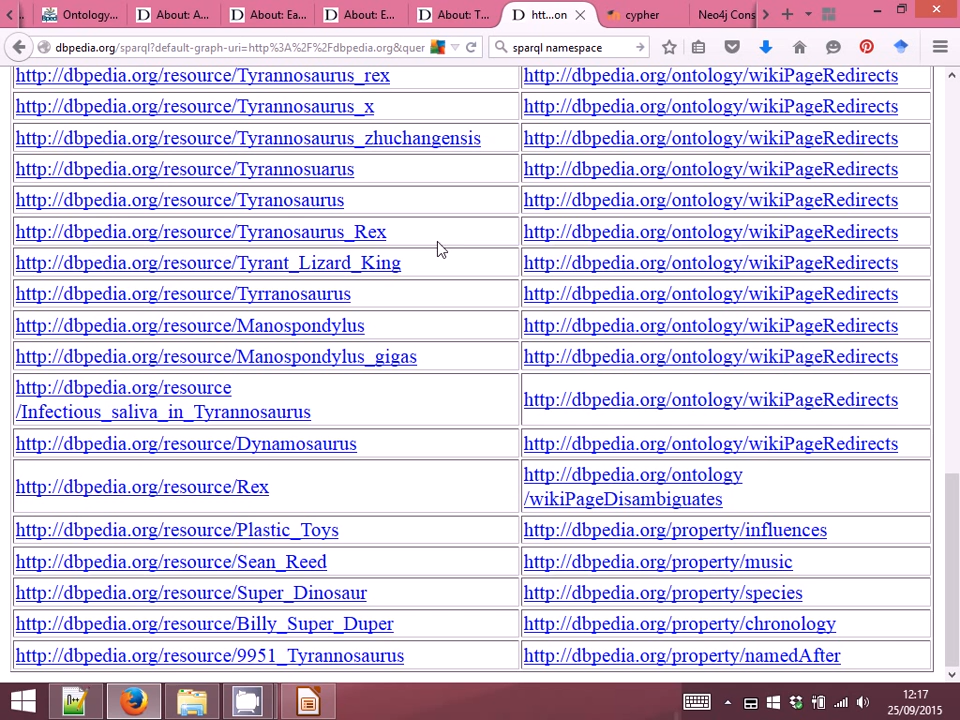 Ontology...
About: A...
About: Ea...
About: E...
About: T...
htt...on
cypher
Neo4j Cons
dbpedia.org/sparql?default-graph-uri=http%3A%2F%2Fdbpedia.org&quer
sparql namespace
http://dbpedia.org/resource/Tyrannosaurus_rex http://dbpedia.org/ontology/wikiPageRedirects
http://dbpedia.org/resource/Tyrannosaurus_x http://dbpedia.org/ontology/wikiPageRedirects
http://dbpedia.org/resource/Tyrannosaurus_zhuchangensis http://dbpedia.org/ontology/wikiPageRedirects
http://dbpedia.org/resource/Tyrannosuarus http://dbpedia.org/ontology/wikiPageRedirects
http://dbpedia.org/resource/Tyranosaurus http://dbpedia.org/ontology/wikiPageRedirects
http://dbpedia.org/resource/Tyranosaurus_Rex http://dbpedia.org/ontology/wikiPageRedirects
http://dbpedia.org/resource/Tyrant_Lizard_King http://dbpedia.org/ontology/wikiPageRedirects
http://dbpedia.org/resource/Tyrranosaurus http://dbpedia.org/ontology/wikiPageRedirects
http://dbpedia.org/resource/Manospondylus http://dbpedia.org/ontology/wikiPageRedirects
http://dbpedia.org/resource/Manospondylus_gigas http://dbpedia.org/ontology/wikiPageRedirects
http://dbpedia.org/resource
/Infectious_saliva_in_Tyrannosaurus
http://dbpedia.org/ontology/wikiPageRedirects
http://dbpedia.org/resource/Dynamosaurus http://dbpedia.org/ontology/wikiPageRedirects
http://dbpedia.org/resource/Rex
http://dbpedia.org/ontology
/wikiPageDisambiguates
http://dbpedia.org/resource/Plastic_Toys http://dbpedia.org/property/influences
http://dbpedia.org/resource/Sean_Reed http://dbpedia.org/property/music
http://dbpedia.org/resource/Super_Dinosaur http://dbpedia.org/property/species
http://dbpedia.org/resource/Billy_Super_Duper http://dbpedia.org/property/chronology
http://dbpedia.org/resource/9951_Tyrannosaurus http://dbpedia.org/property/namedAfter
12:17
25/09/2015